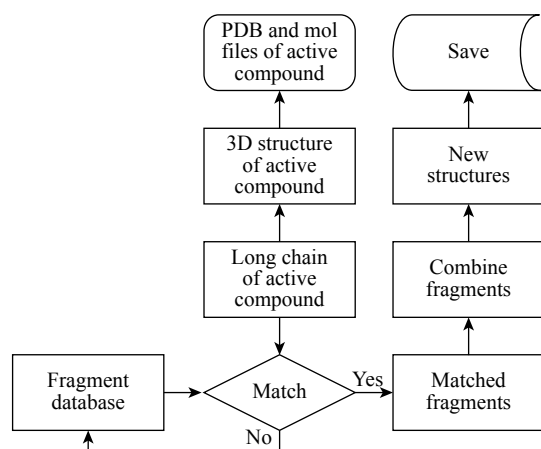 PDB and mol
files of active
compound
Save
3D structure
of active
compound
New
structures
Long chain
of active
compound
Combine
fragments
Fragment
database
Match
Yes
Matched
fragments
No